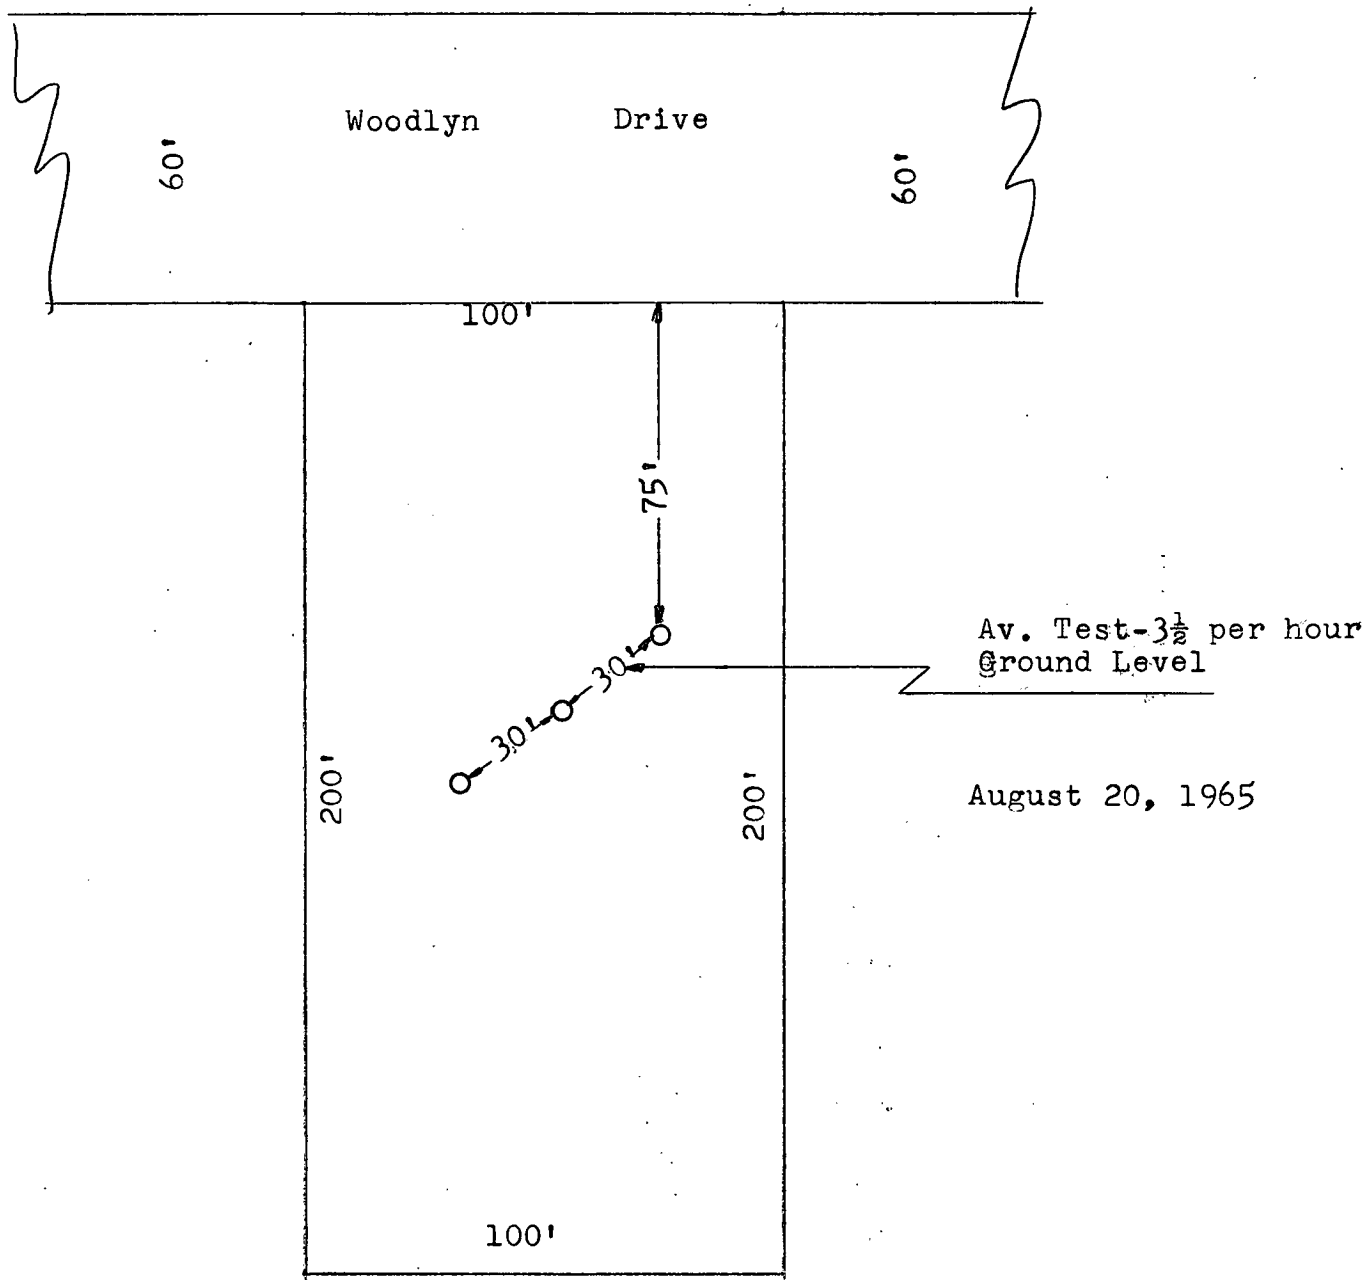 Woodlyn Drive
60'
60'
100'
75'
Av. Test-3½ per hour
Ground Level
30'
30'
200'
200'
August 20, 1965
100'